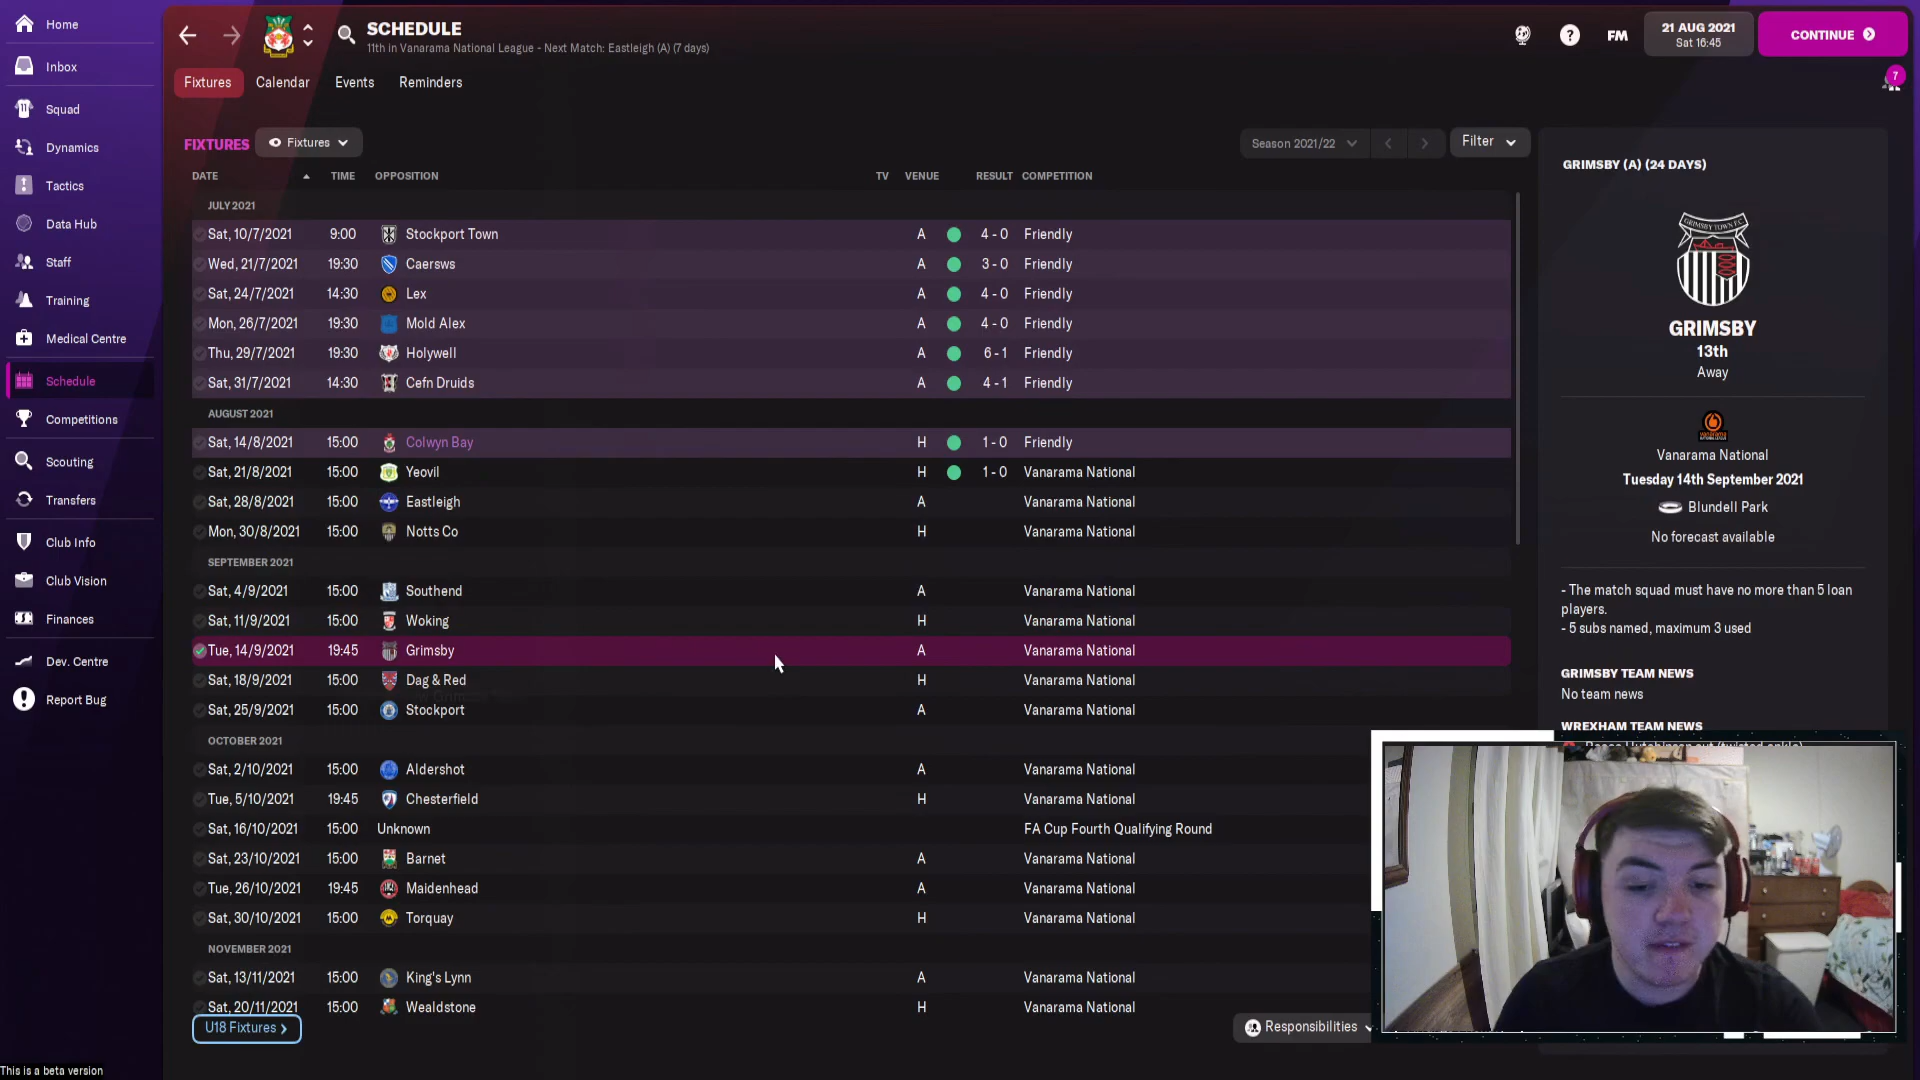 Home
Inbox
Squad
Dynamics
Tactics
Data Hub
Staff
Training
Medical Centre
Schedule
Competitions
Scouting
Transfers
Club Info
Club Vision
Finances
Dev. Centre
Report Bug
This is a beta version
SCHEDULE
11th in Vanarama National League - Next Match: Eastleigh (A) (7 days)
FM
21 AUG 2021
Sat 16:45
CONTINUE
7
Fixtures Calendar Events Reminders
FIXTURES Fixtures Season 2021/22 Filter
DATE TIME OPPOSITION TV VENUE RESULT COMPETITION
JULY 2021
Sat, 10/7/2021 9:00 Stockport Town A 4 - 0 Friendly
Wed, 21/7/2021 19:30 Caersws A 3 - 0 Friendly
Sat, 24/7/2021 14:30 Lex A 4 - 0 Friendly
Mon, 26/7/2021 19:30 Mold Alex A 4 - 0 Friendly
Thu, 29/7/2021 19:30 Holywell A 6 - 1 Friendly
Sat, 31/7/2021 14:30 Cefn Druids A 4 - 1 Friendly
AUGUST 2021
Sat, 14/8/2021 15:00 Colwyn Bay H 1 - 0 Friendly
Sat, 21/8/2021 15:00 Yeovil H 1 - 0 Vanarama National
Sat, 28/8/2021 15:00 Eastleigh A Vanarama National
Mon, 30/8/2021 15:00 Notts Co H Vanarama National
SEPTEMBER 2021
Sat, 4/9/2021 15:00 Southend A Vanarama National
Sat, 11/9/2021 15:00 Woking H Vanarama National
Tue, 14/9/2021 19:45 Grimsby A Vanarama National
Sat, 18/9/2021 15:00 Dag & Red H Vanarama National
Sat, 25/9/2021 15:00 Stockport A Vanarama National
OCTOBER 2021
Sat, 2/10/2021 15:00 Aldershot A Vanarama National
Tue, 5/10/2021 19:45 Chesterfield H Vanarama National
Sat, 16/10/2021 15:00 Unknown FA Cup Fourth Qualifying Round
Sat, 23/10/2021 15:00 Barnet A Vanarama National
Tue, 26/10/2021 19:45 Maidenhead A Vanarama National
Sat, 30/10/2021 15:00 Torquay H Vanarama National
NOVEMBER 2021
Sat, 13/11/2021 15:00 King's Lynn A Vanarama National
Sat, 20/11/2021 15:00 Wealdstone H Vanarama National
U18 Fixtures
Responsibilities
GRIMSBY (A) (24 DAYS)
GRIMSBY TOWN F.C.
GRIMSBY
13th
Away
Vanarama National
Tuesday 14th September 2021
Blundell Park
No forecast available
- The match squad must have no more than 5 loan
players.
- 5 subs named, maximum 3 used
GRIMSBY TEAM NEWS
No team news
WREXHAM TEAM NEWS